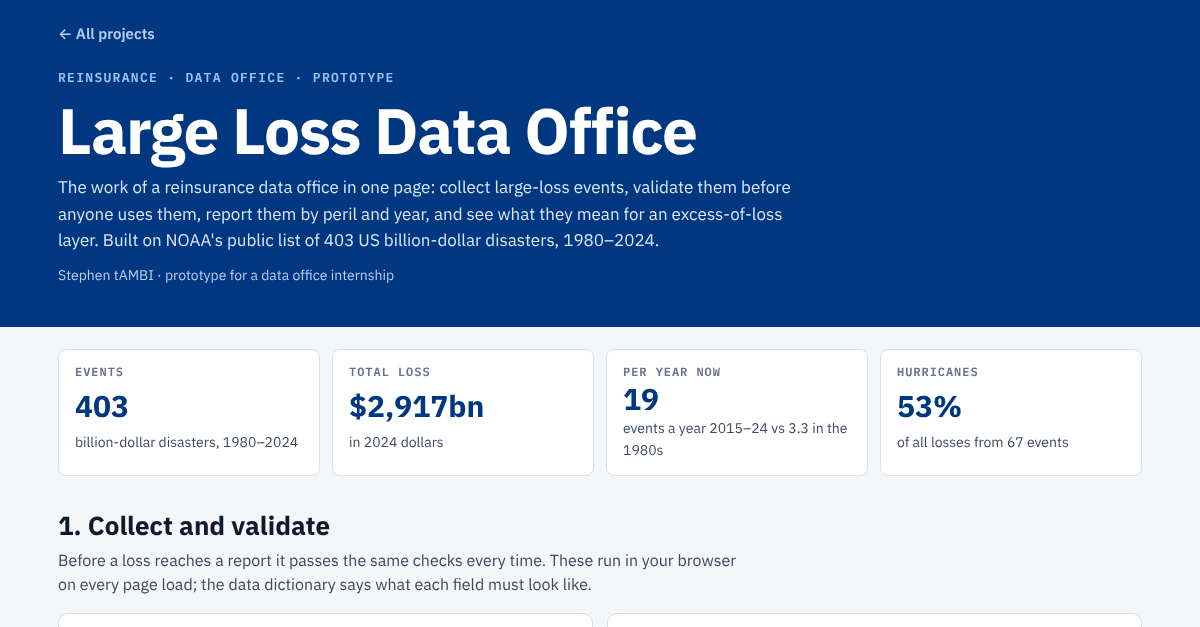 ← All projects
REINSURANCE · DATA OFFICE · PROTOTYPE
Large Loss Data Office
The work of a reinsurance data office in one page: collect large-loss events, validate them before
anyone uses them, report them by peril and year, and see what they mean for an excess-of-loss
layer. Built on NOAA's public list of 403 US billion-dollar disasters, 1980–2024.
Stephen tAMBI · prototype for a data office internship
EVENTS
403
billion-dollar disasters, 1980–2024
TOTAL LOSS
$2,917bn
in 2024 dollars
PER YEAR NOW
19
events a year 2015–24 vs 3.3 in the
1980s
HURRICANES
53%
of all losses from 67 events
1. Collect and validate
Before a loss reaches a report it passes the same checks every time. These run in your browser
on every page load; the data dictionary says what each field must look like.